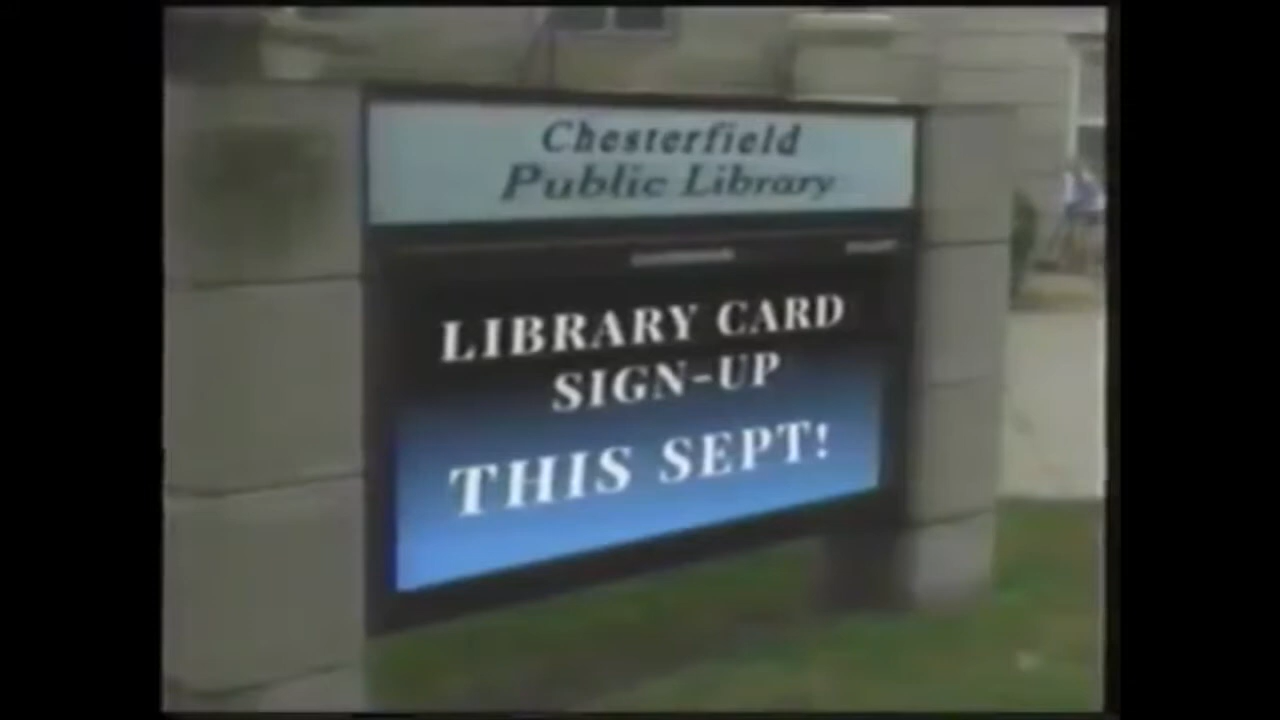 Chesterfield
Public Library
LIBRARY CARD
SIGN-UP
THIS SEPT!